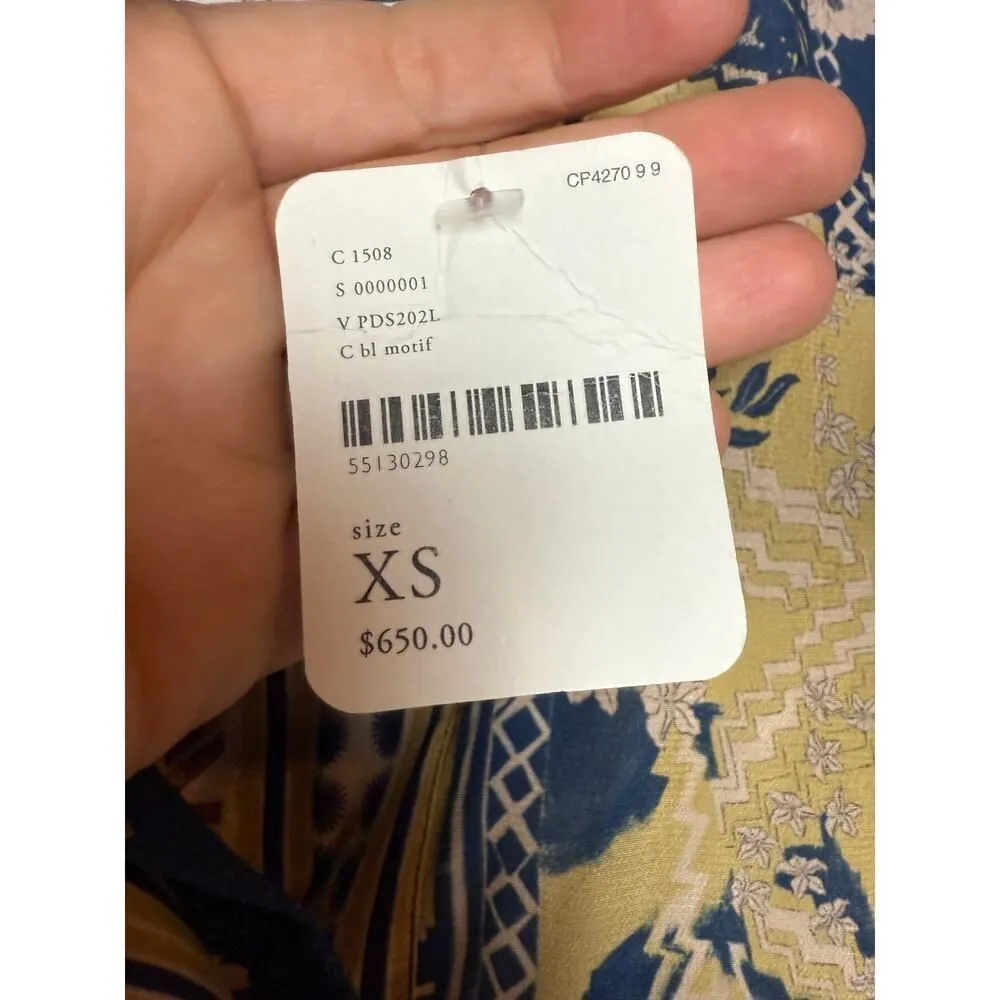 CP4270 9 9
C 1508
S 0000001
V PDS202L
C bl motif
55130298
size
XS
$650.00